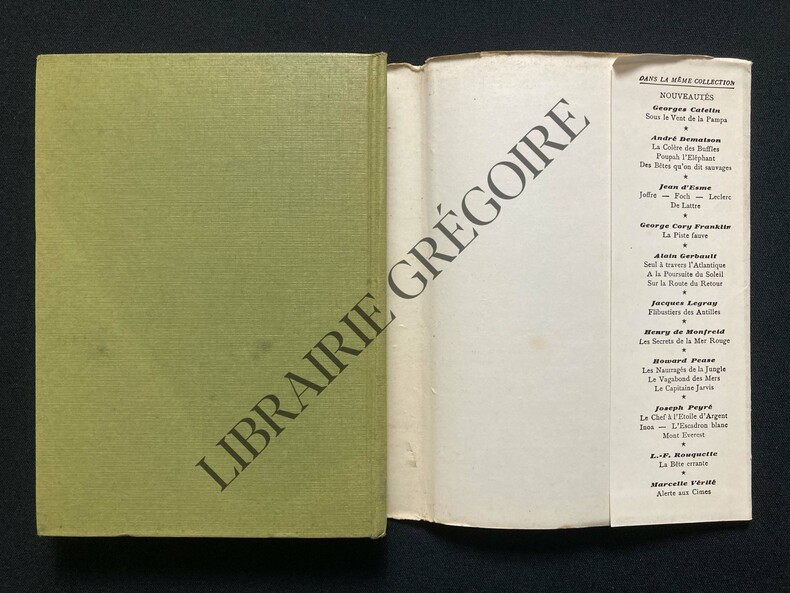 LIBRAIRIE GRÉGOIRE
DANS LA MÊME COLLECTION
NOUVEAUTÉS
Georges Catelin
Sous le Vent de la Pampa
★
André Demaison
La Colère des Buffles
Poupah l'Eléphant
Des Bêtes qu'on dit sauvages
★
Jean d'Esme
Joffre — Foch — Leclerc
De Lattre
★
George Cory Franklin
La Piste fauve
★
Alain Gerbault
Seul à travers l'Atlantique
A la Poursuite du Soleil
Sur la Route du Retour
★
Jacques Legray
Flibustiers des Antilles
★
Henry de Monfreid
Les Secrets de la Mer Rouge
★
Howard Pease
Les Naufragés de la Jungle
Le Vagabond des Mers
Le Capitaine Jarvis
★
Joseph Peyré
Le Chef à l'Etoile d'Argent
Inoa — L'Escadron blanc
Mont Everest
★
L.-F. Rouquette
La Bête errante
★
Marcelle Vérité
Alerte aux Cimes